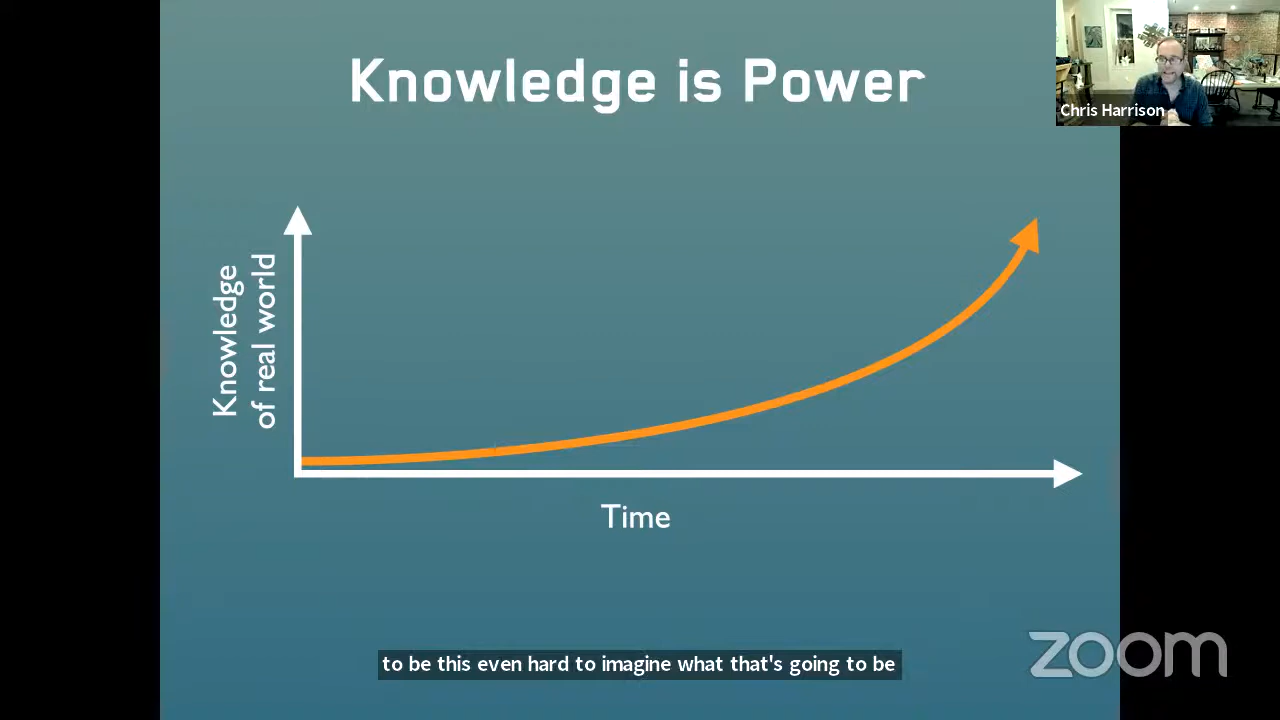 Knowledge is Power
Chris Harrison
Knowledge
of real world
Time
to be this even hard to imagine what that's going to be
zoom